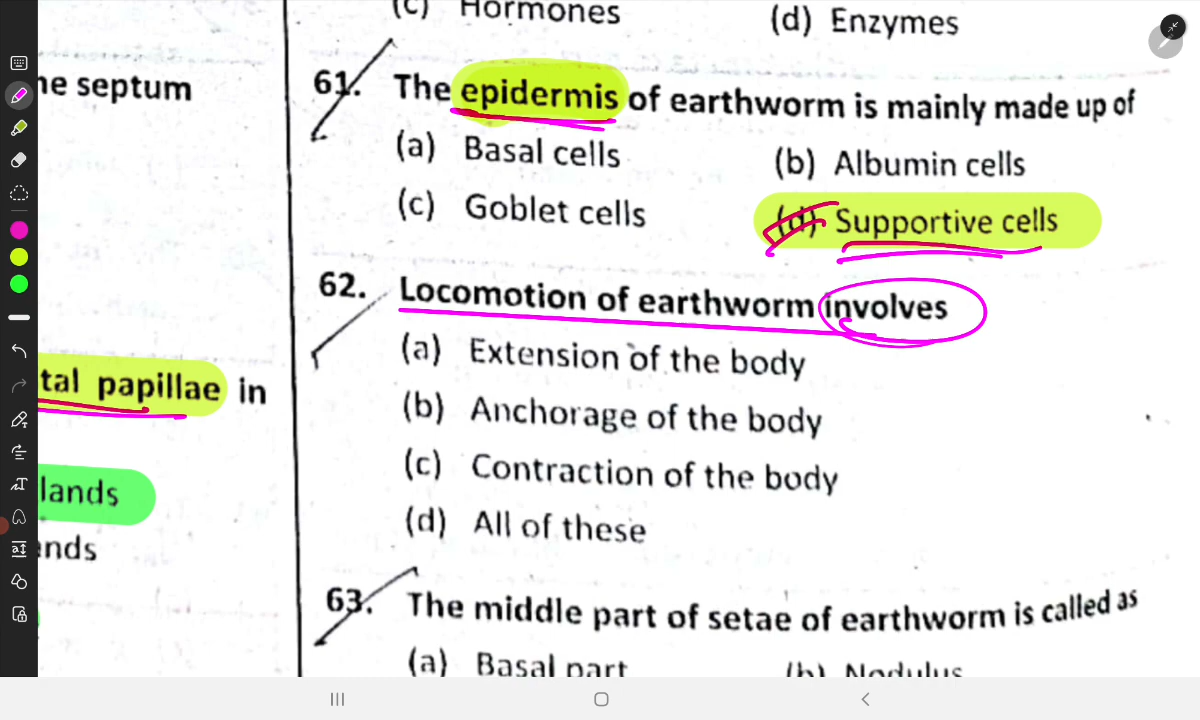 (c) Hormones (d) Enzymes
ne septum
61. The epidermis of earthworm is mainly made up of
(a) Basal cells (b) Albumin cells
(c) Goblet cells (d) Supportive cells
62. Locomotion of earthworm involves
(a) Extension of the body
tal papillae in
(b) Anchorage of the body
(c) Contraction of the body
lands
(d) All of these
ands
63. The middle part of setae of earthworm is called as
(a) Basal part (b) Nodulus